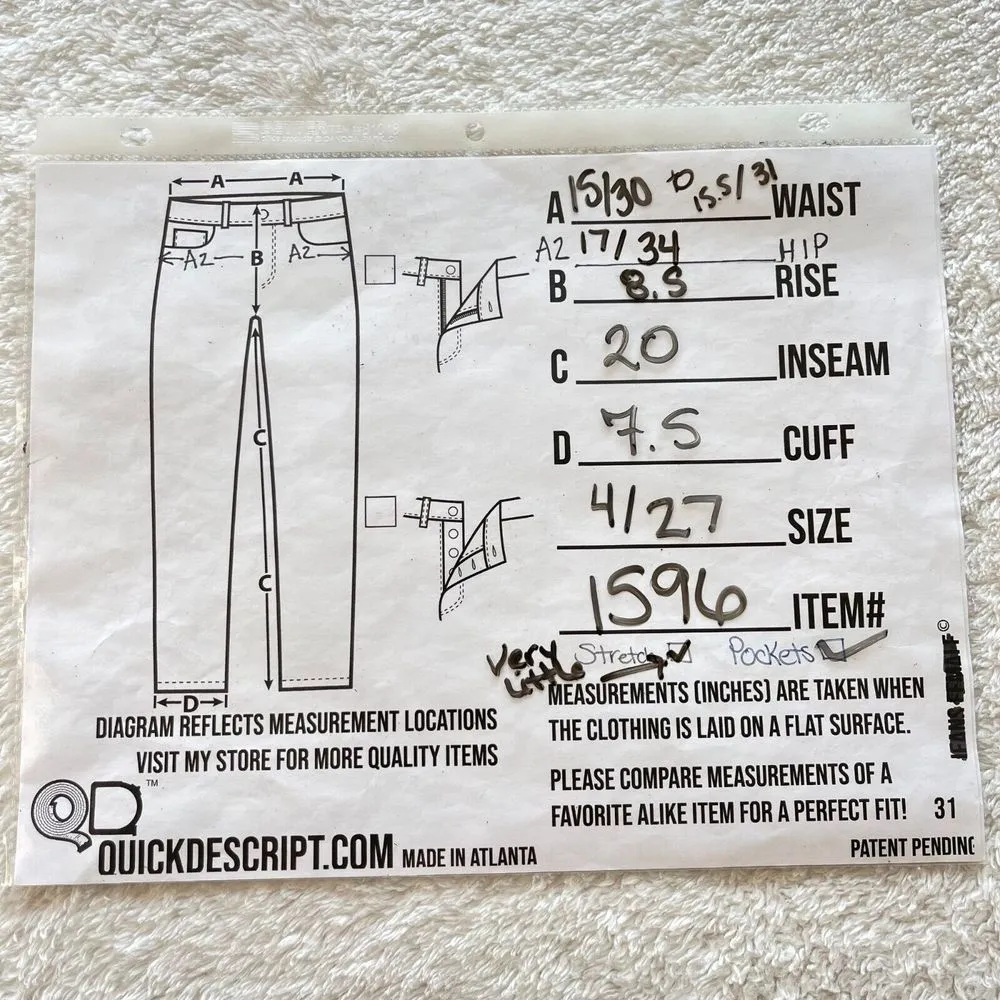 A A
A2 B A2
C
C
D
A 15/30 to 15.5/31 WAIST
A2 17/34 HIP
B 8.5 RISE
C 20 INSEAM
D 7.5 CUFF
4/27 SIZE
1596 ITEM#
Very Little Stretch Pockets
DIAGRAM REFLECTS MEASUREMENT LOCATIONS
VISIT MY STORE FOR MORE QUALITY ITEMS
MEASUREMENTS (INCHES) ARE TAKEN WHEN
THE CLOTHING IS LAID ON A FLAT SURFACE.
PLEASE COMPARE MEASUREMENTS OF A
FAVORITE ALIKE ITEM FOR A PERFECT FIT! 31
PATENT PENDING
QD ™
QUICKDESCRIPT.COM MADE IN ATLANTA
©